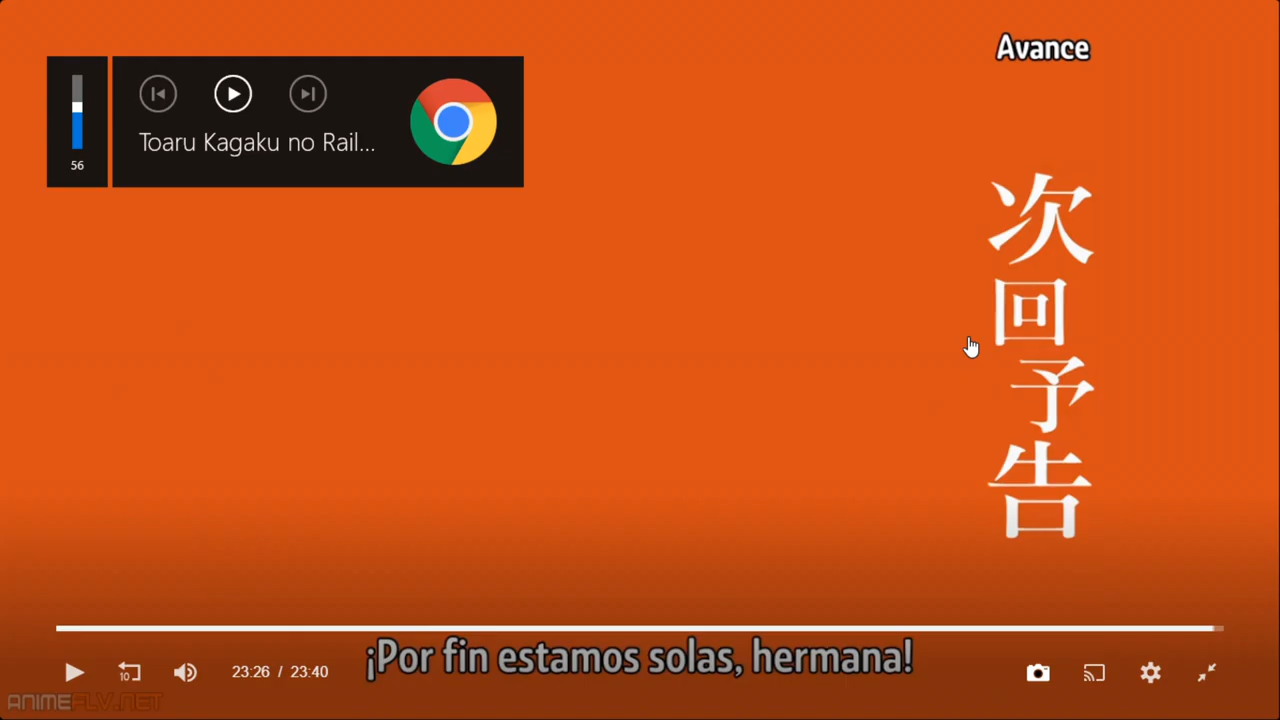 Avance
Toaru Kagaku no Rail...
56
次回予告
¡Por fin estamos solas, hermana!
10
23:26 / 23:40
ANIMEFLV.NET